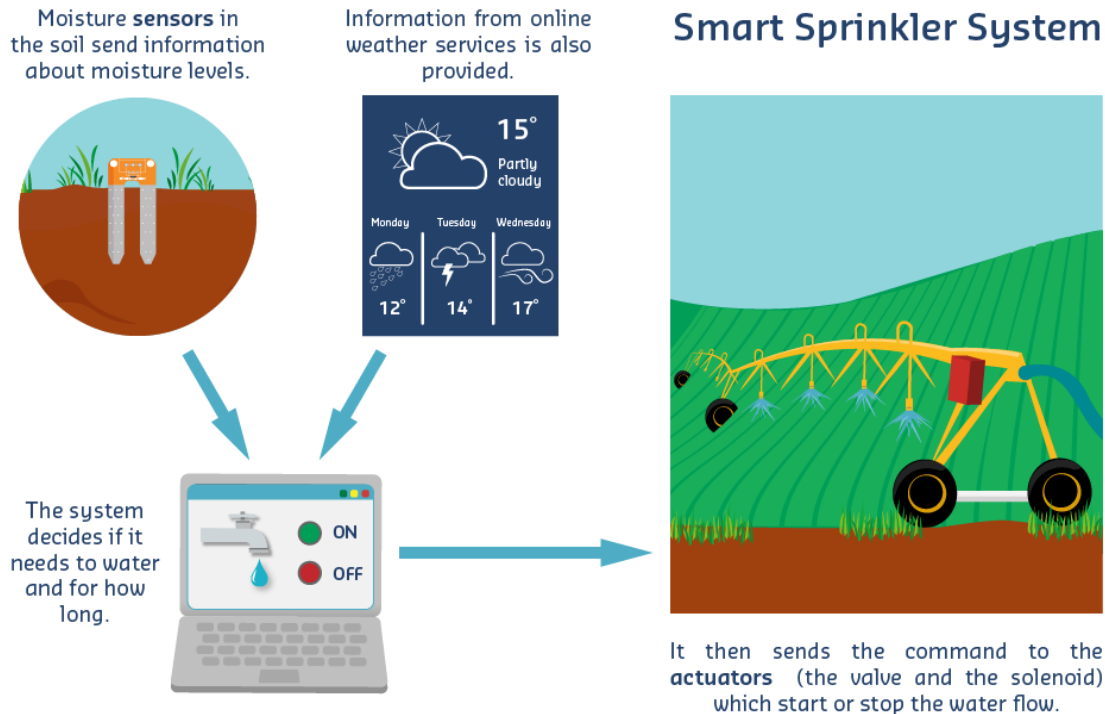 Smart Sprinkler System
Moisture sensors in
the soil send information
about moisture levels.
Information from online
weather services is also
provided.
15°
Partly
cloudy
Monday
Tuesday
Wednesday
12°
14°
17°
The system
decides if it
needs to water
and for how
long.
ON
OFF
It then sends the command to the
actuators (the valve and the solenoid)
which start or stop the water flow.